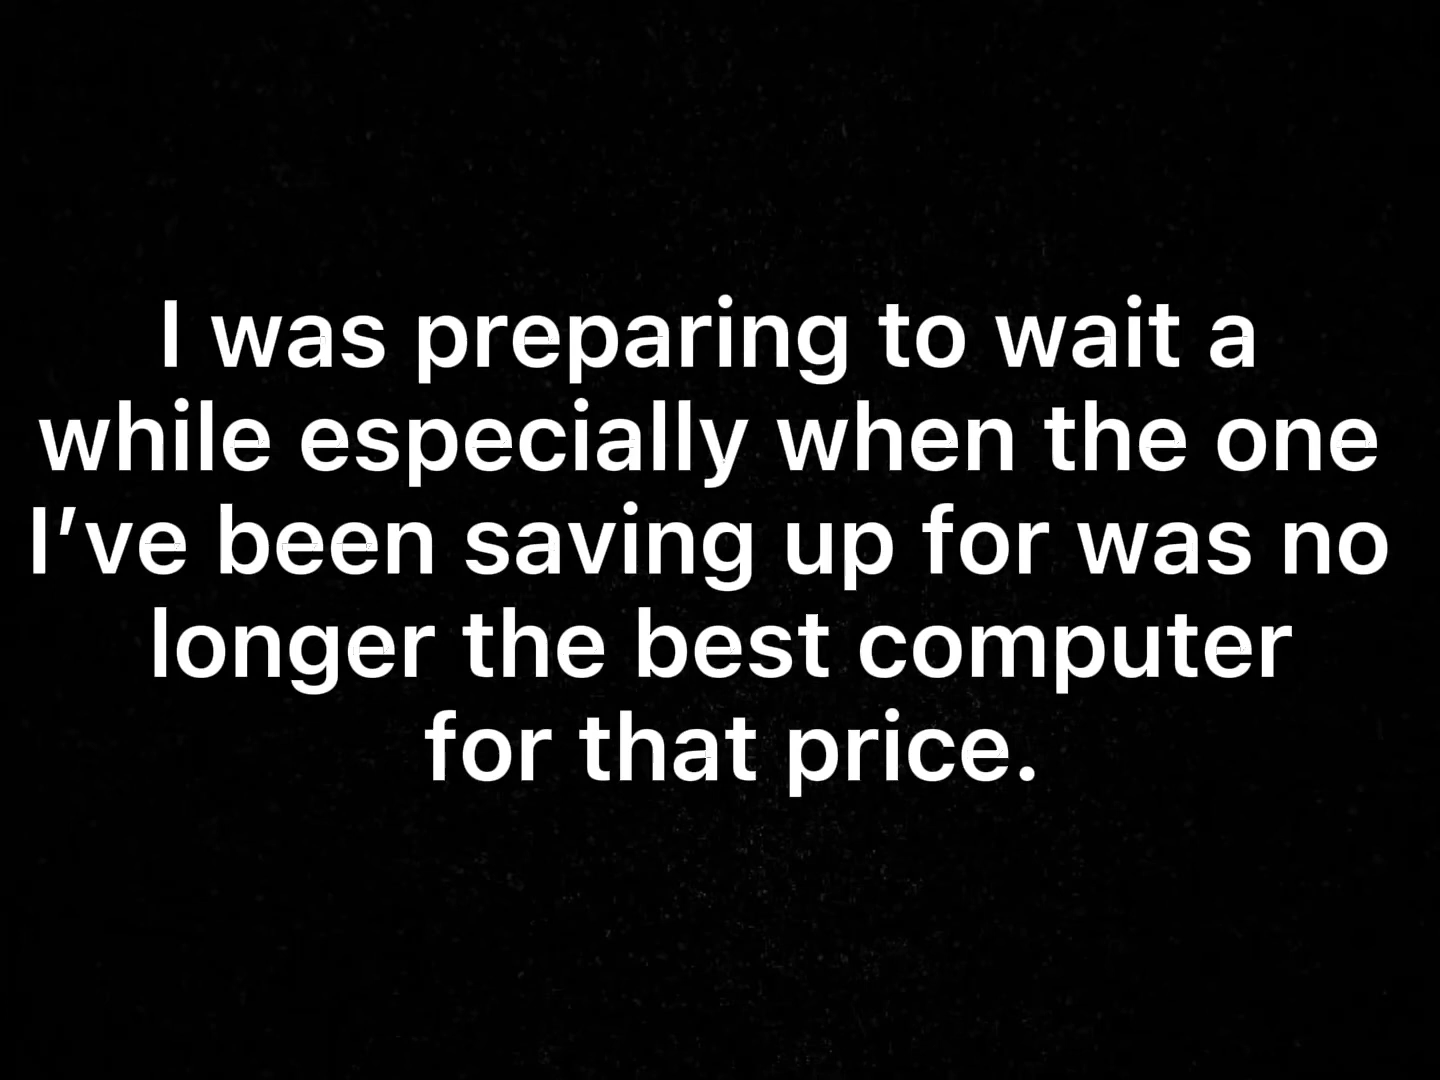 I was preparing to wait a
while especially when the one
I’ve been saving up for was no
longer the best computer
for that price.